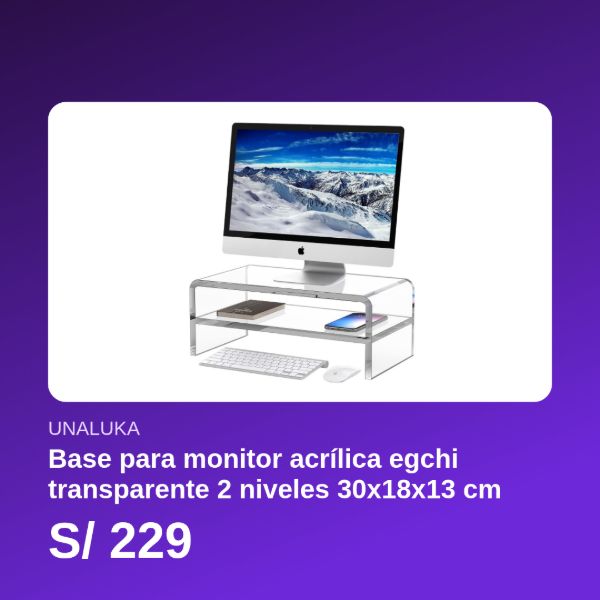 UNALUKA
Base para monitor acrílica egchi
transparente 2 niveles 30x18x13 cm
S/ 229